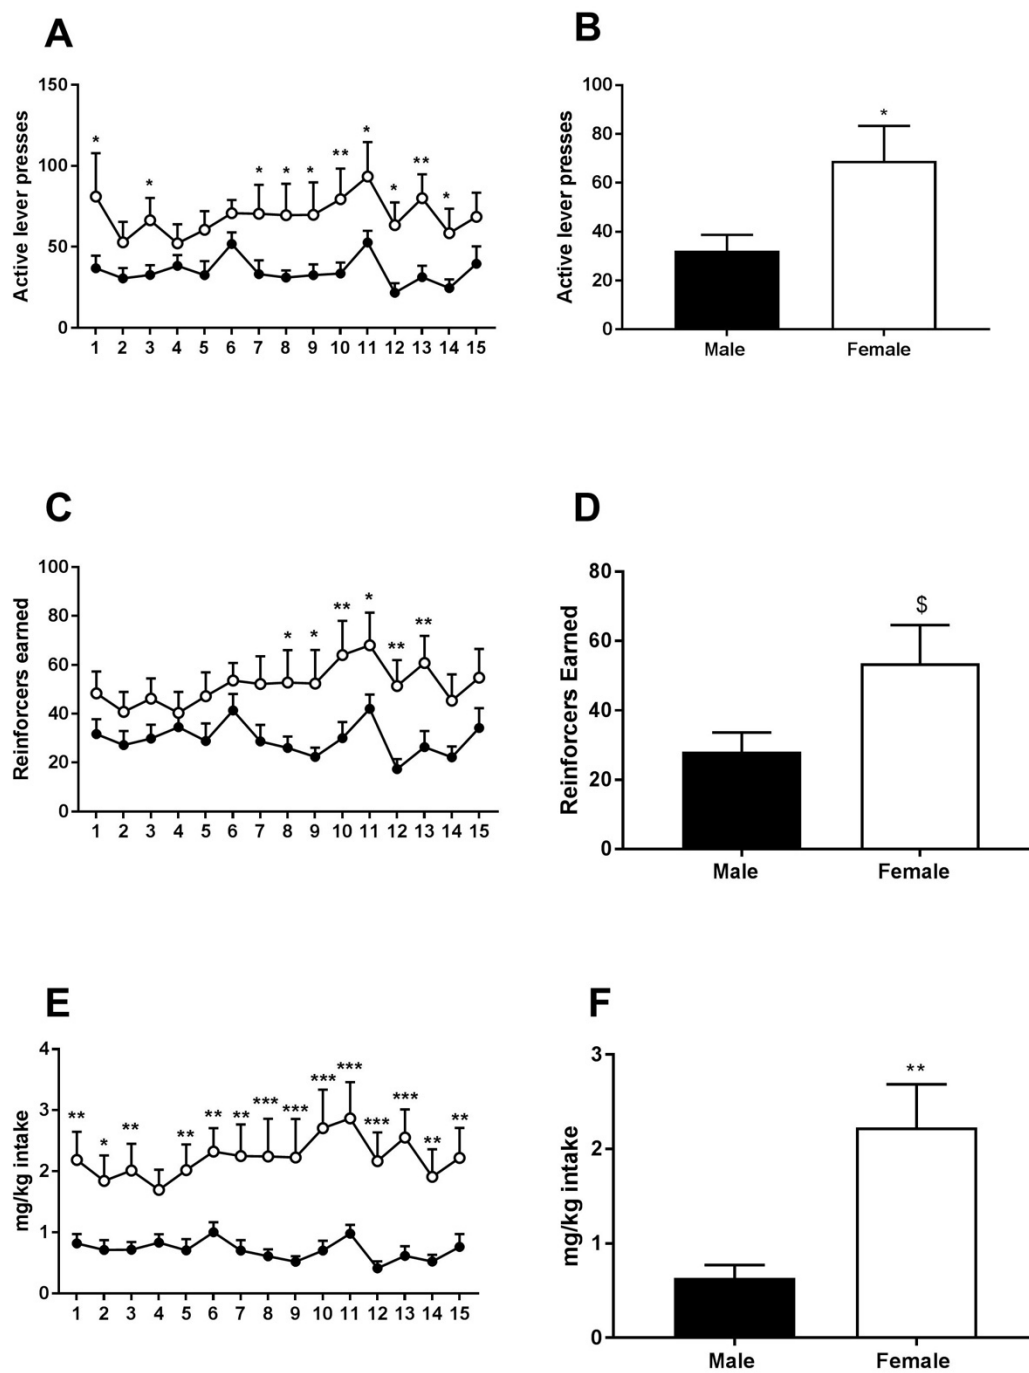 A
Active lever presses
150
100
50
0
* * * * * ** * * ** *
1 2 3 4 5 6 7 8 9 10 11 12 13 14 15
B
Active lever presses
100
80
60
40
20
0
*
Male Female
C
Reinforcers earned
100
80
60
40
20
0
* * ** * ** **
1 2 3 4 5 6 7 8 9 10 11 12 13 14 15
D
Reinforcers Earned
80
60
40
20
0
$
Male Female
E
mg/kg intake
4
3
2
1
0
** * ** ** ** ** *** *** *** *** *** *** ** **
1 2 3 4 5 6 7 8 9 10 11 12 13 14 15
F
mg/kg intake
3
2
1
0
**
Male Female